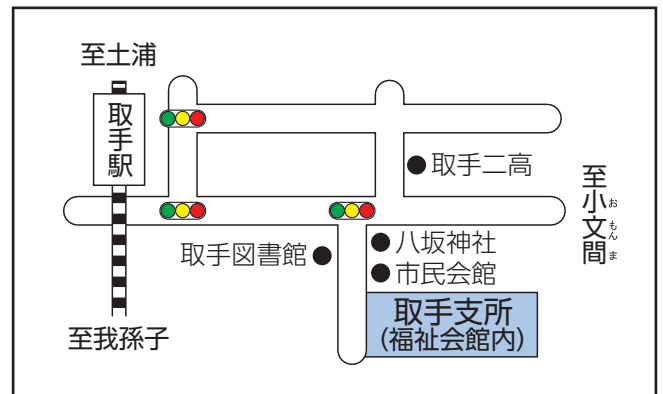 至土浦
取手駅
取手二高
至小文間
おもんま
八坂神社
取手図書館
市民会館
取手支所
(福祉会館内)
至我孫子